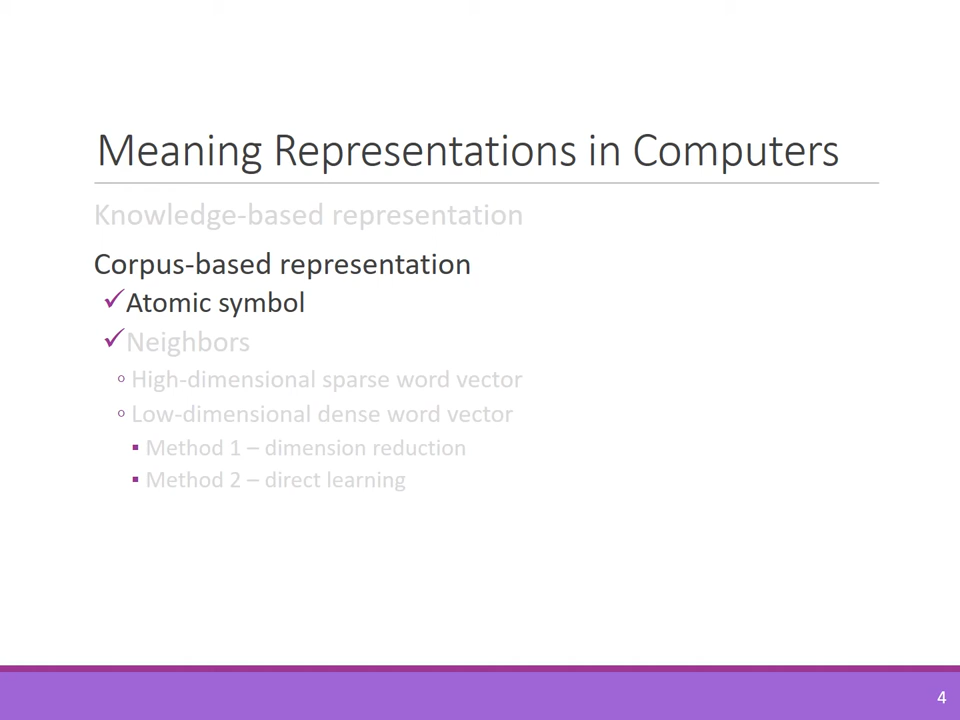 Meaning Representations in Computers
Knowledge-based representation
Corpus-based representation
✓Atomic symbol
✓Neighbors
◦ High-dimensional sparse word vector
◦ Low-dimensional dense word vector
▪ Method 1 – dimension reduction
▪ Method 2 – direct learning
4